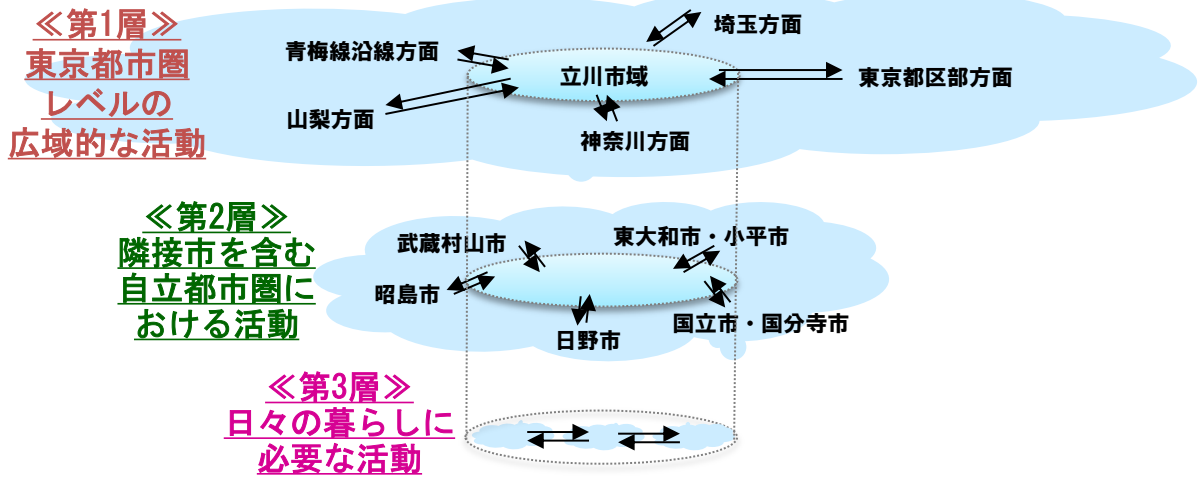 ≪第1層≫
東京都市圏
レベルの
広域的な活動
埼玉方面
青梅線沿線方面
立川市域
東京都区部方面
山梨方面
神奈川方面
≪第2層≫
隣接市を含む
自立都市圏に
おける活動
武蔵村山市
東大和市・小平市
昭島市
国立市・国分寺市
日野市
≪第3層≫
日々の暮らしに
必要な活動